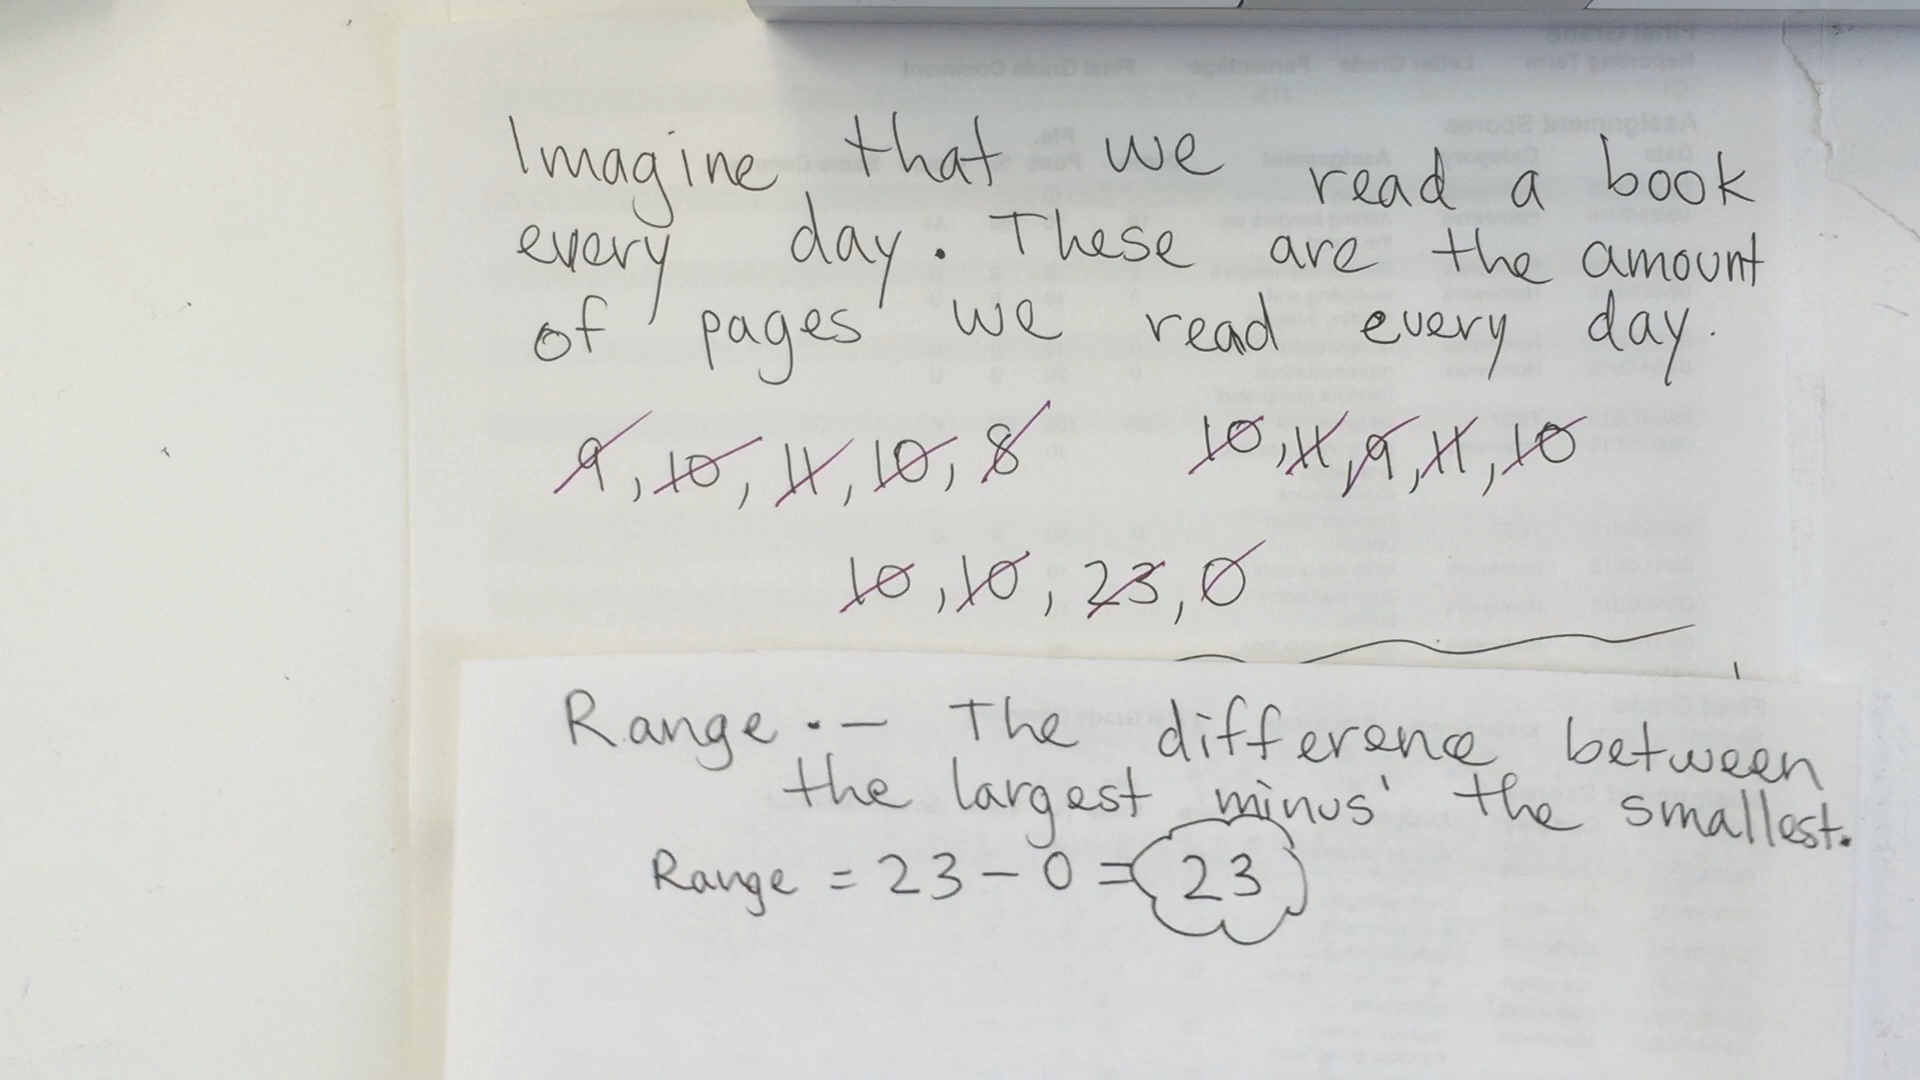 Imagine that we read a book
every day. These are the amount
of pages we read every day.
9, 10, 11, 10, 8 10, 11, 9, 11, 10
10, 10, 23, 0
Range :- The difference between
the largest minus the smallest.
Range = 23 - 0 = 23